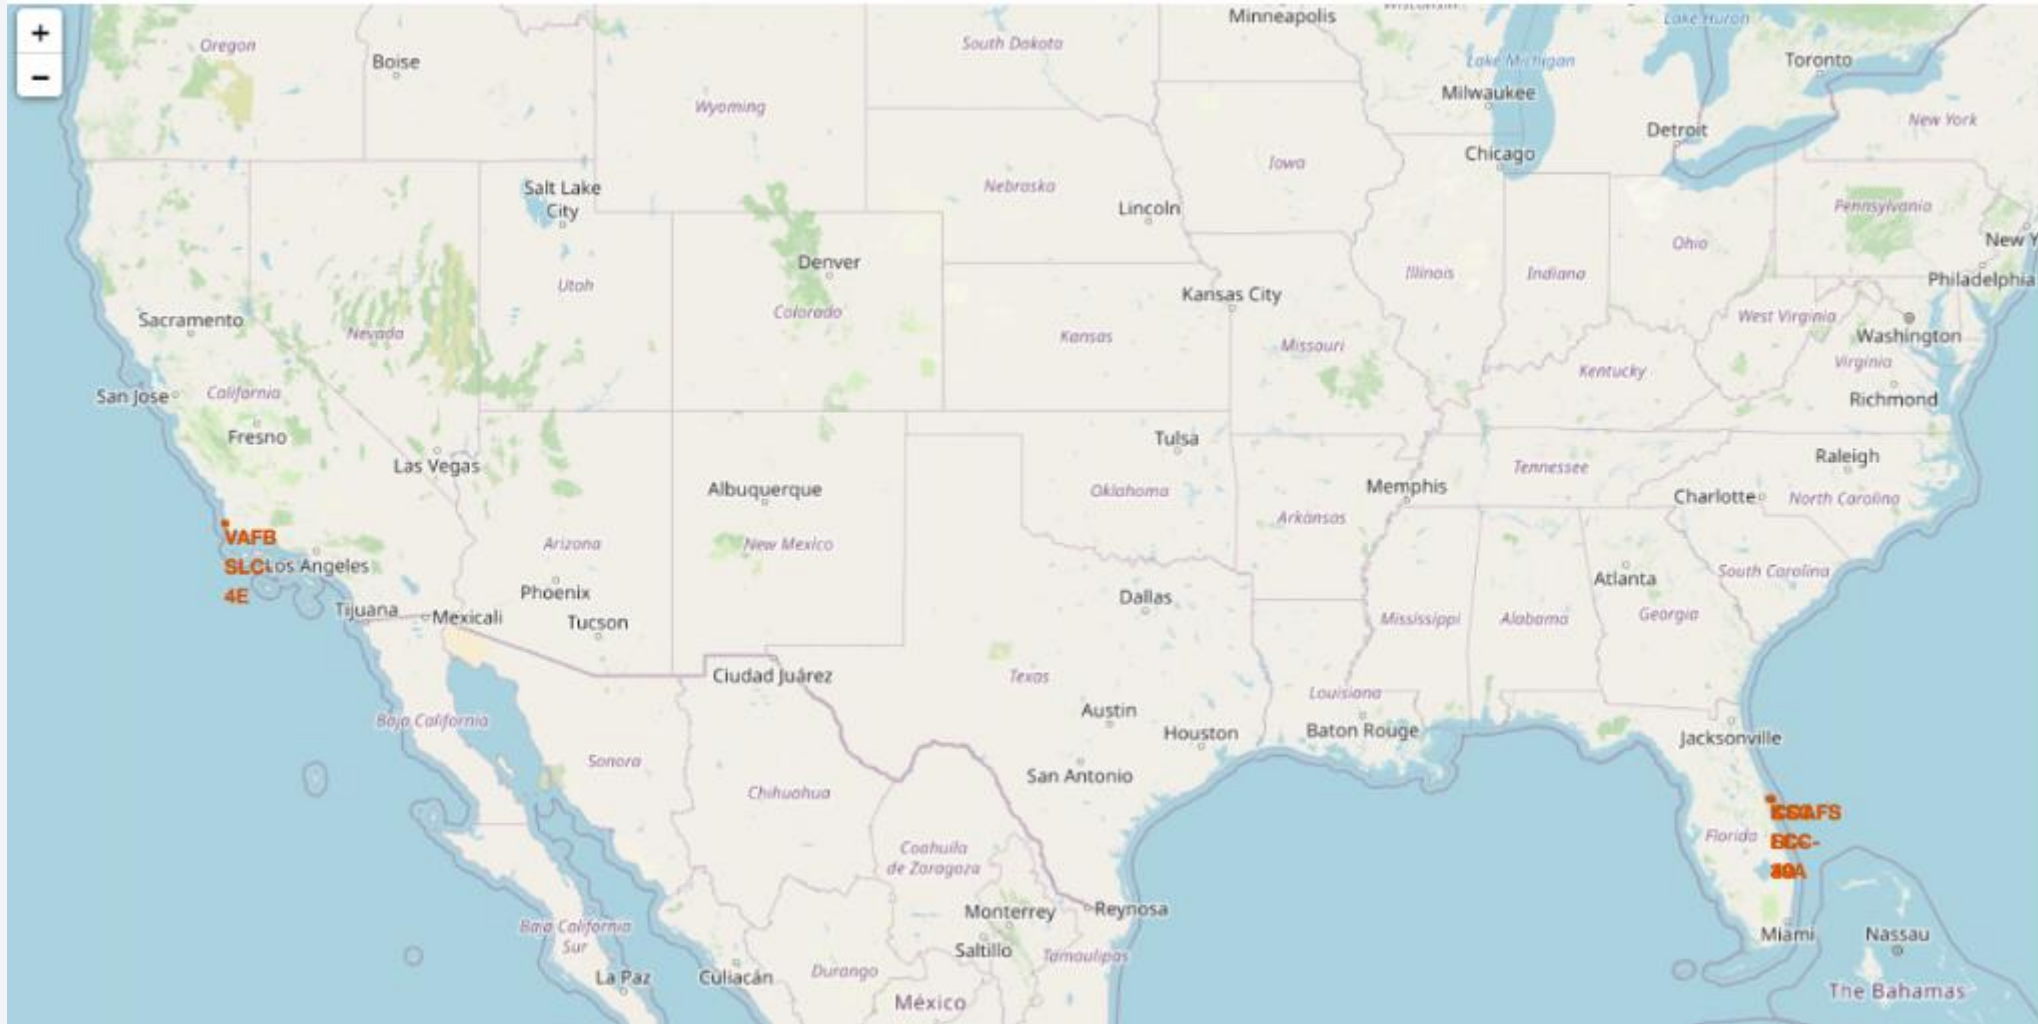 +
−
Minneapolis
Wisconsin
Lake Huron
Oregon
South Dakota
Boise
Lake Michigan
Toronto
Milwaukee
Wyoming
New York
Detroit
Chicago
Iowa
Salt Lake
City
Nebraska
Lincoln
Pennsylvania
New Y
Ohio
Denver
Illinois
Indiana
Philadelphia
Utah
Kansas City
Colorado
West Virginia
Sacramento
Nevada
Kansas
Missouri
Washington
Virginia
Kentucky
San Jose
California
Richmond
Fresno
Tulsa
Las Vegas
Raleigh
Tennessee
Albuquerque
Oklahoma
Memphis
Charlotte
North Carolina
Arkansas
VAFB
SLC-
4E
Los Angeles
Arizona
New Mexico
South Carolina
Atlanta
Phoenix
Dallas
Tijuana
Mexicali
Tucson
Mississippi
Alabama
Georgia
Ciudad Juárez
Texas
Louisiana
Baja California
Austin
Houston
Baton Rouge
Jacksonville
Sonora
San Antonio
Chihuahua
Florida
Coahuila
de Zaragoza
Monterrey
Reynosa
Baja California
Sur
Saltillo
Tamaulipas
Miami
Nassau
La Paz
Culiacán
Durango
México
The Bahamas